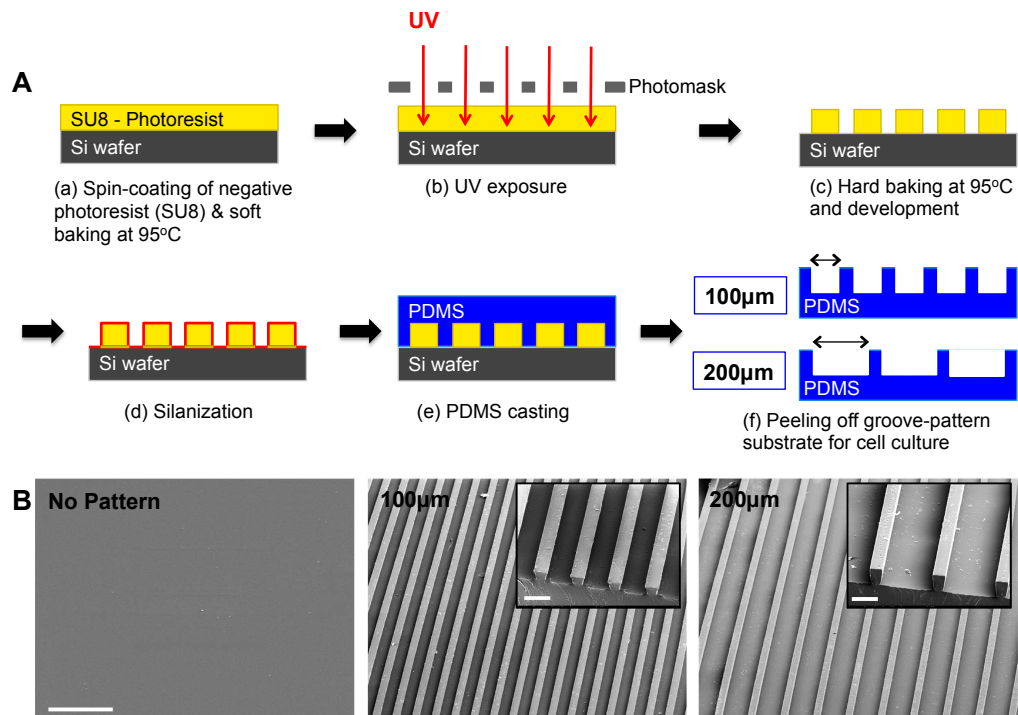 A
UV
Photomask
SU8 - Photoresist
Si wafer
(a) Spin-coating of negative
photoresist (SU8) & soft
baking at 95ºC
Si wafer
(b) UV exposure
Si wafer
(c) Hard baking at 95ºC
and development
Si wafer
(d) Silanization
PDMS
Si wafer
(e) PDMS casting
100µm
PDMS
200µm
PDMS
(f) Peeling off groove-pattern
substrate for cell culture
B
No Pattern
100µm
200µm